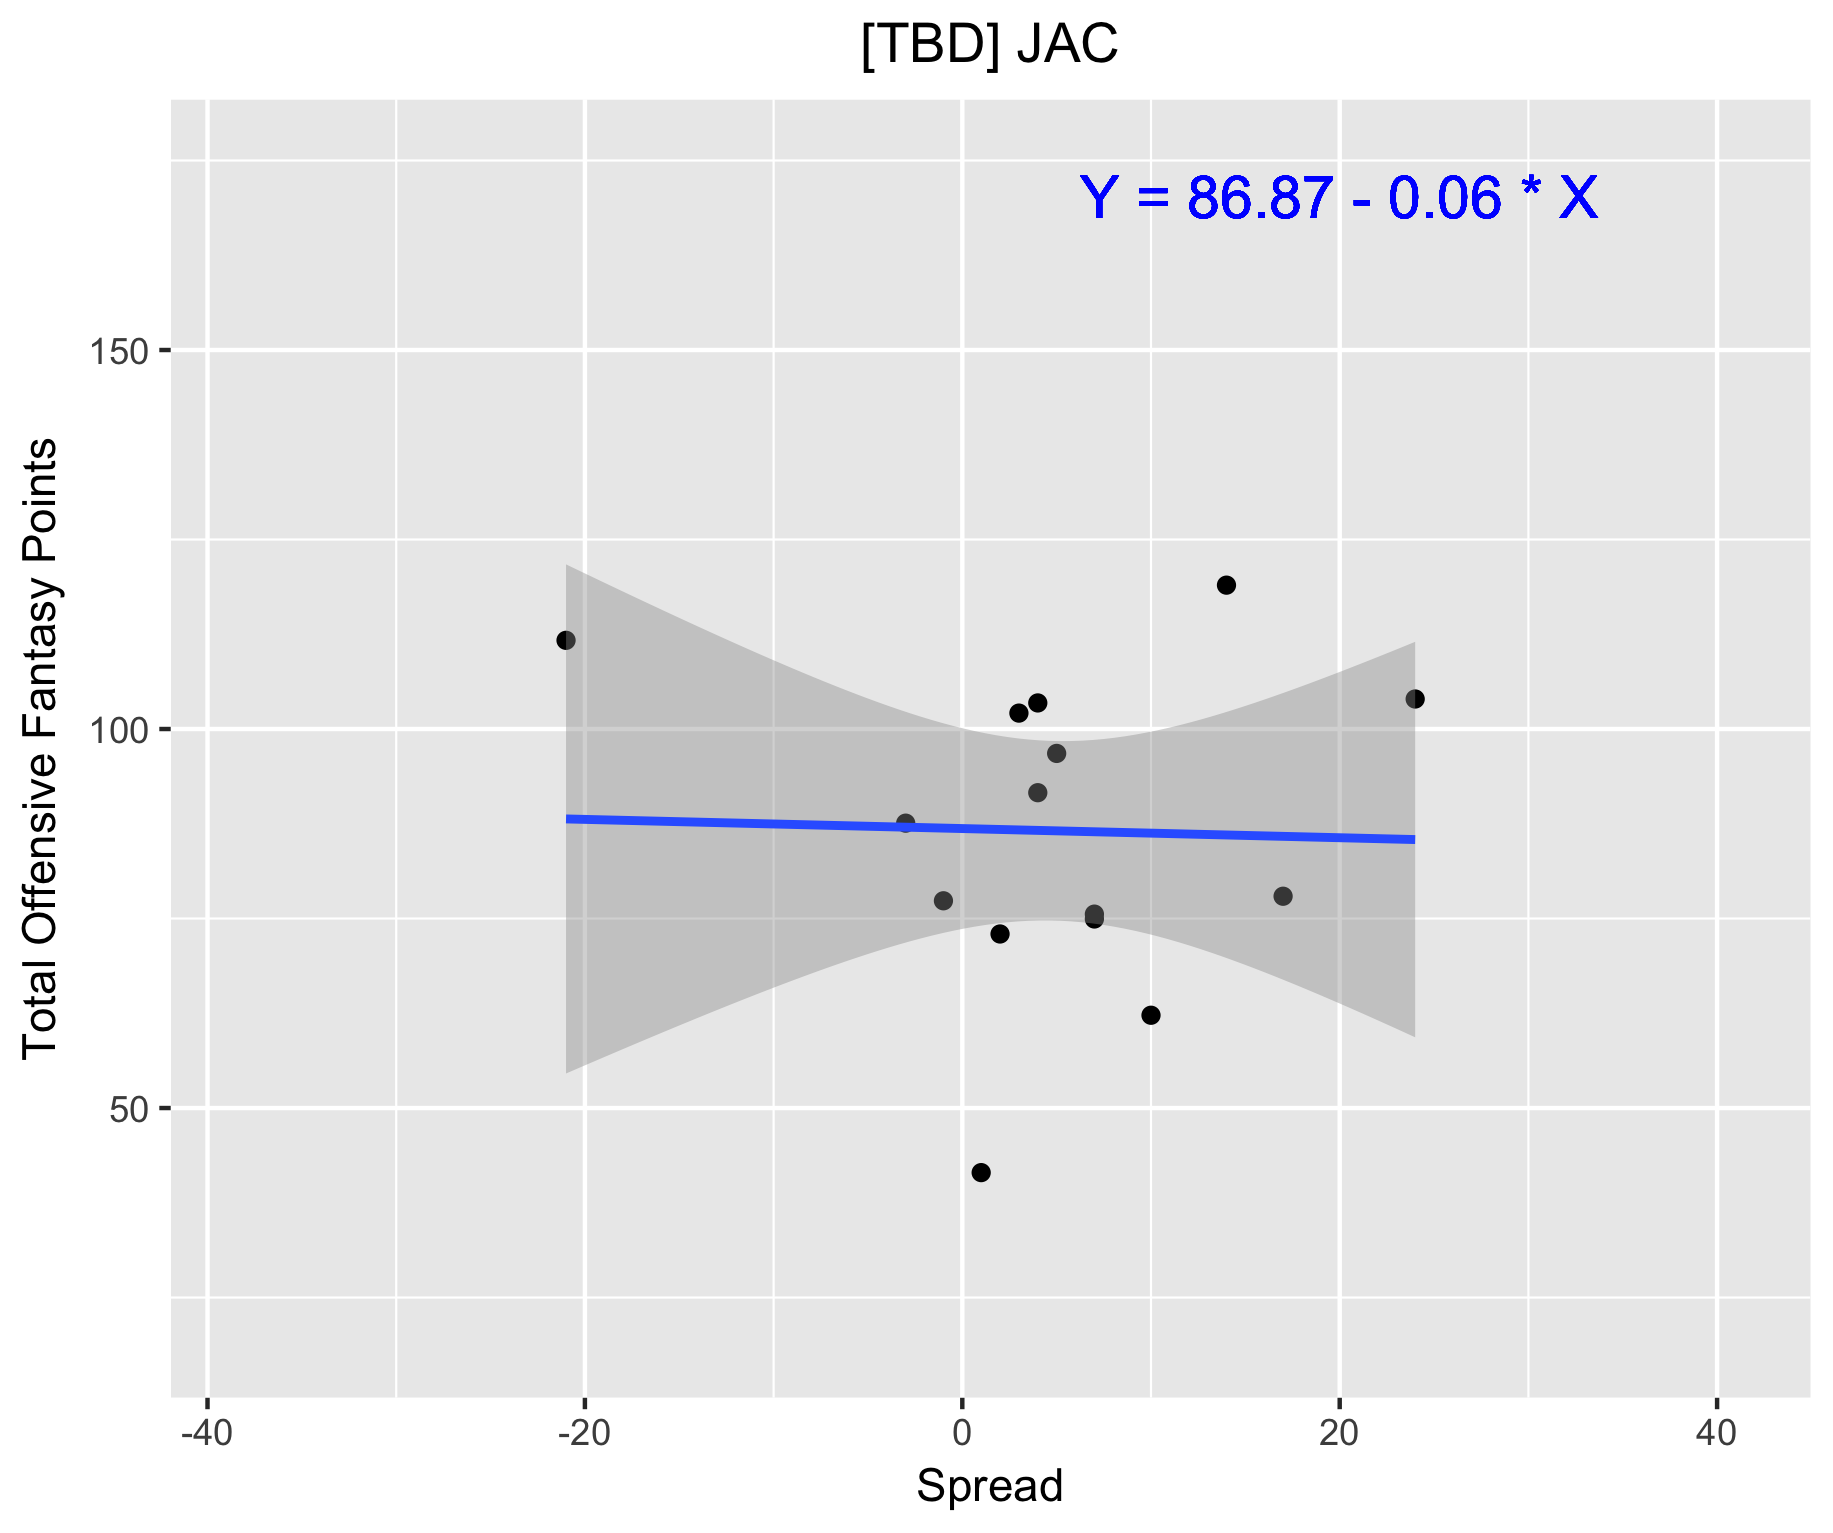 [TBD] JAC
Y = 86.87 - 0.06 * X
Total Offensive Fantasy Points
150
100
50
-40
-20
0
20
40
Spread